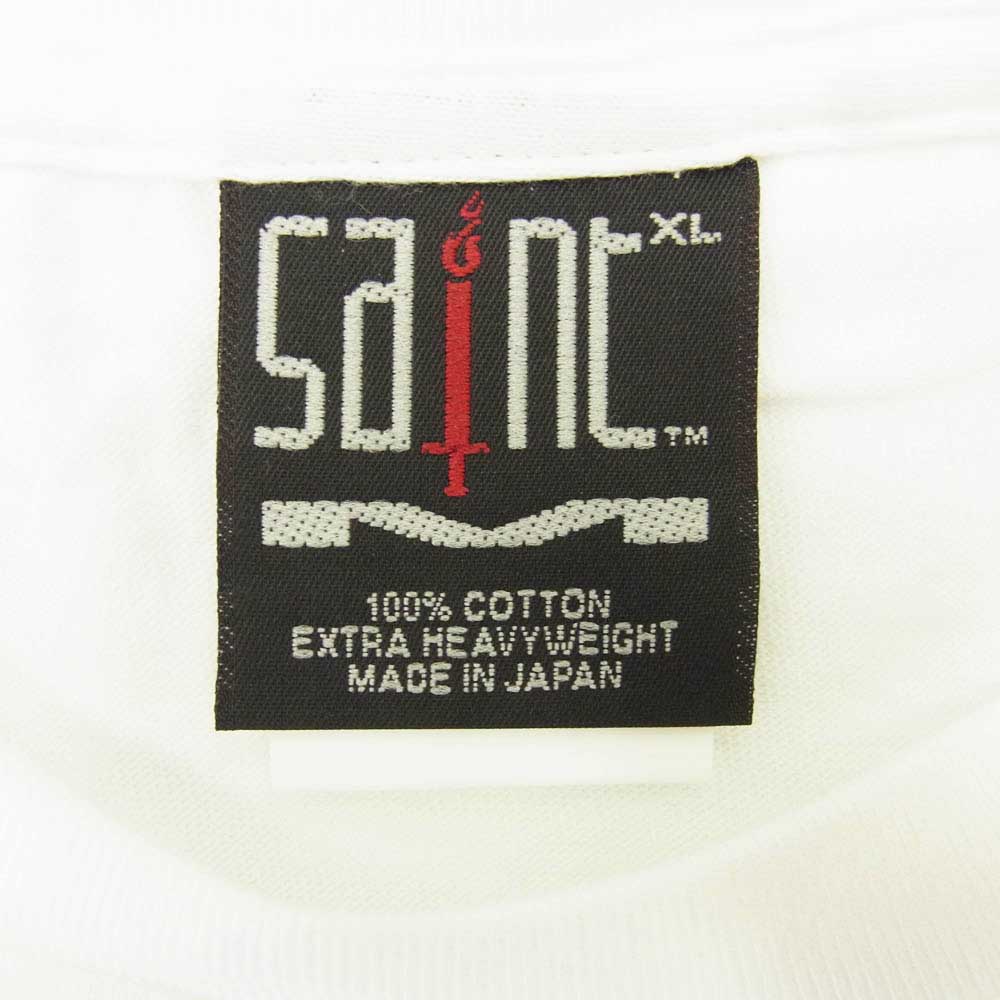 saint XL
TM
100% COTTON
EXTRA HEAVYWEIGHT
MADE IN JAPAN